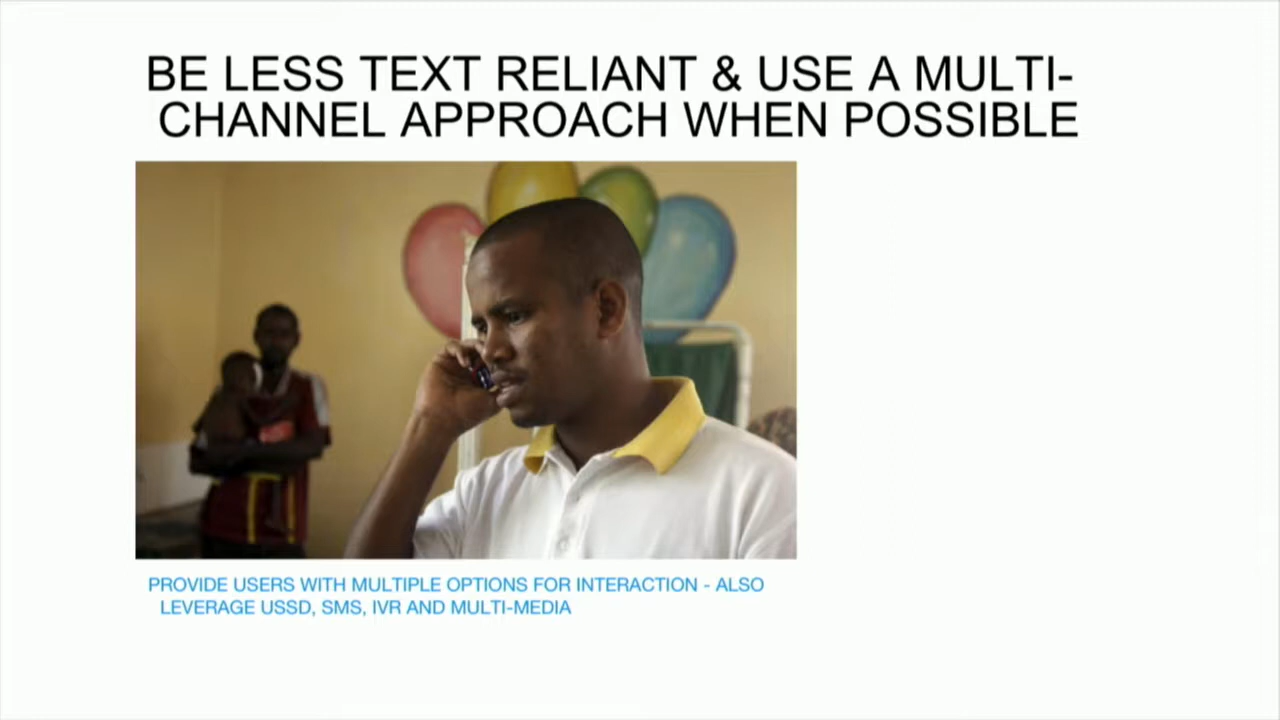 BE LESS TEXT RELIANT & USE A MULTI-
CHANNEL APPROACH WHEN POSSIBLE
PROVIDE USERS WITH MULTIPLE OPTIONS FOR INTERACTION - ALSO
LEVERAGE USSD, SMS, IVR AND MULTI-MEDIA